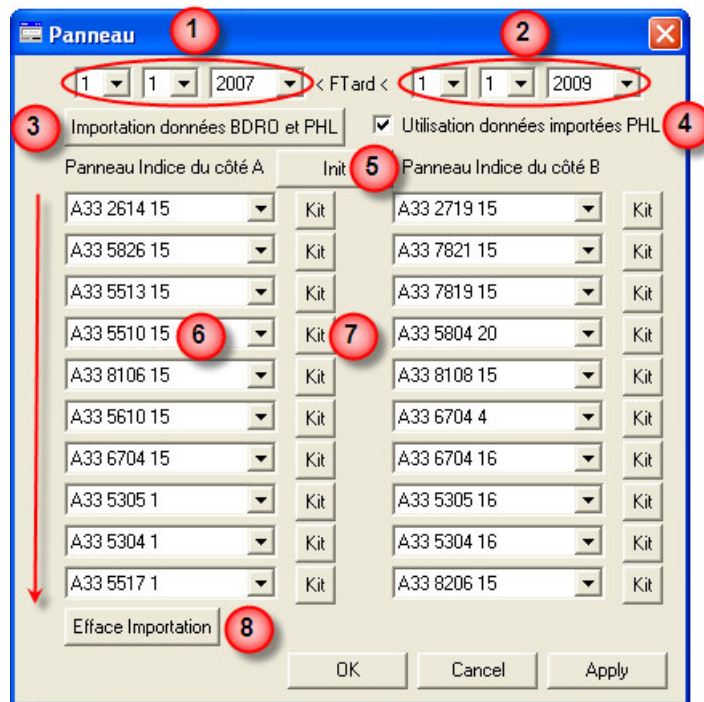 Panneau 1 2
1 1 2007 < FTard < 1 1 2009
3 Importation données BDRO et PHL Utilisation données importées PHL 4
Panneau Indice du côté A Init 5 Panneau Indice du côté B
A33 2614 15 Kit A33 2719 15 Kit
A33 5826 15 Kit A33 7821 15 Kit
A33 5513 15 Kit A33 7819 15 Kit
A33 5510 15 6 Kit 7 A33 5804 20 Kit
A33 8106 15 Kit A33 8108 15 Kit
A33 5610 15 Kit A33 6704 4 Kit
A33 6704 15 Kit A33 6704 16 Kit
A33 5305 1 Kit A33 5305 16 Kit
A33 5304 1 Kit A33 5304 16 Kit
A33 5517 1 Kit A33 8206 15 Kit
Efface Importation 8
OK Cancel Apply